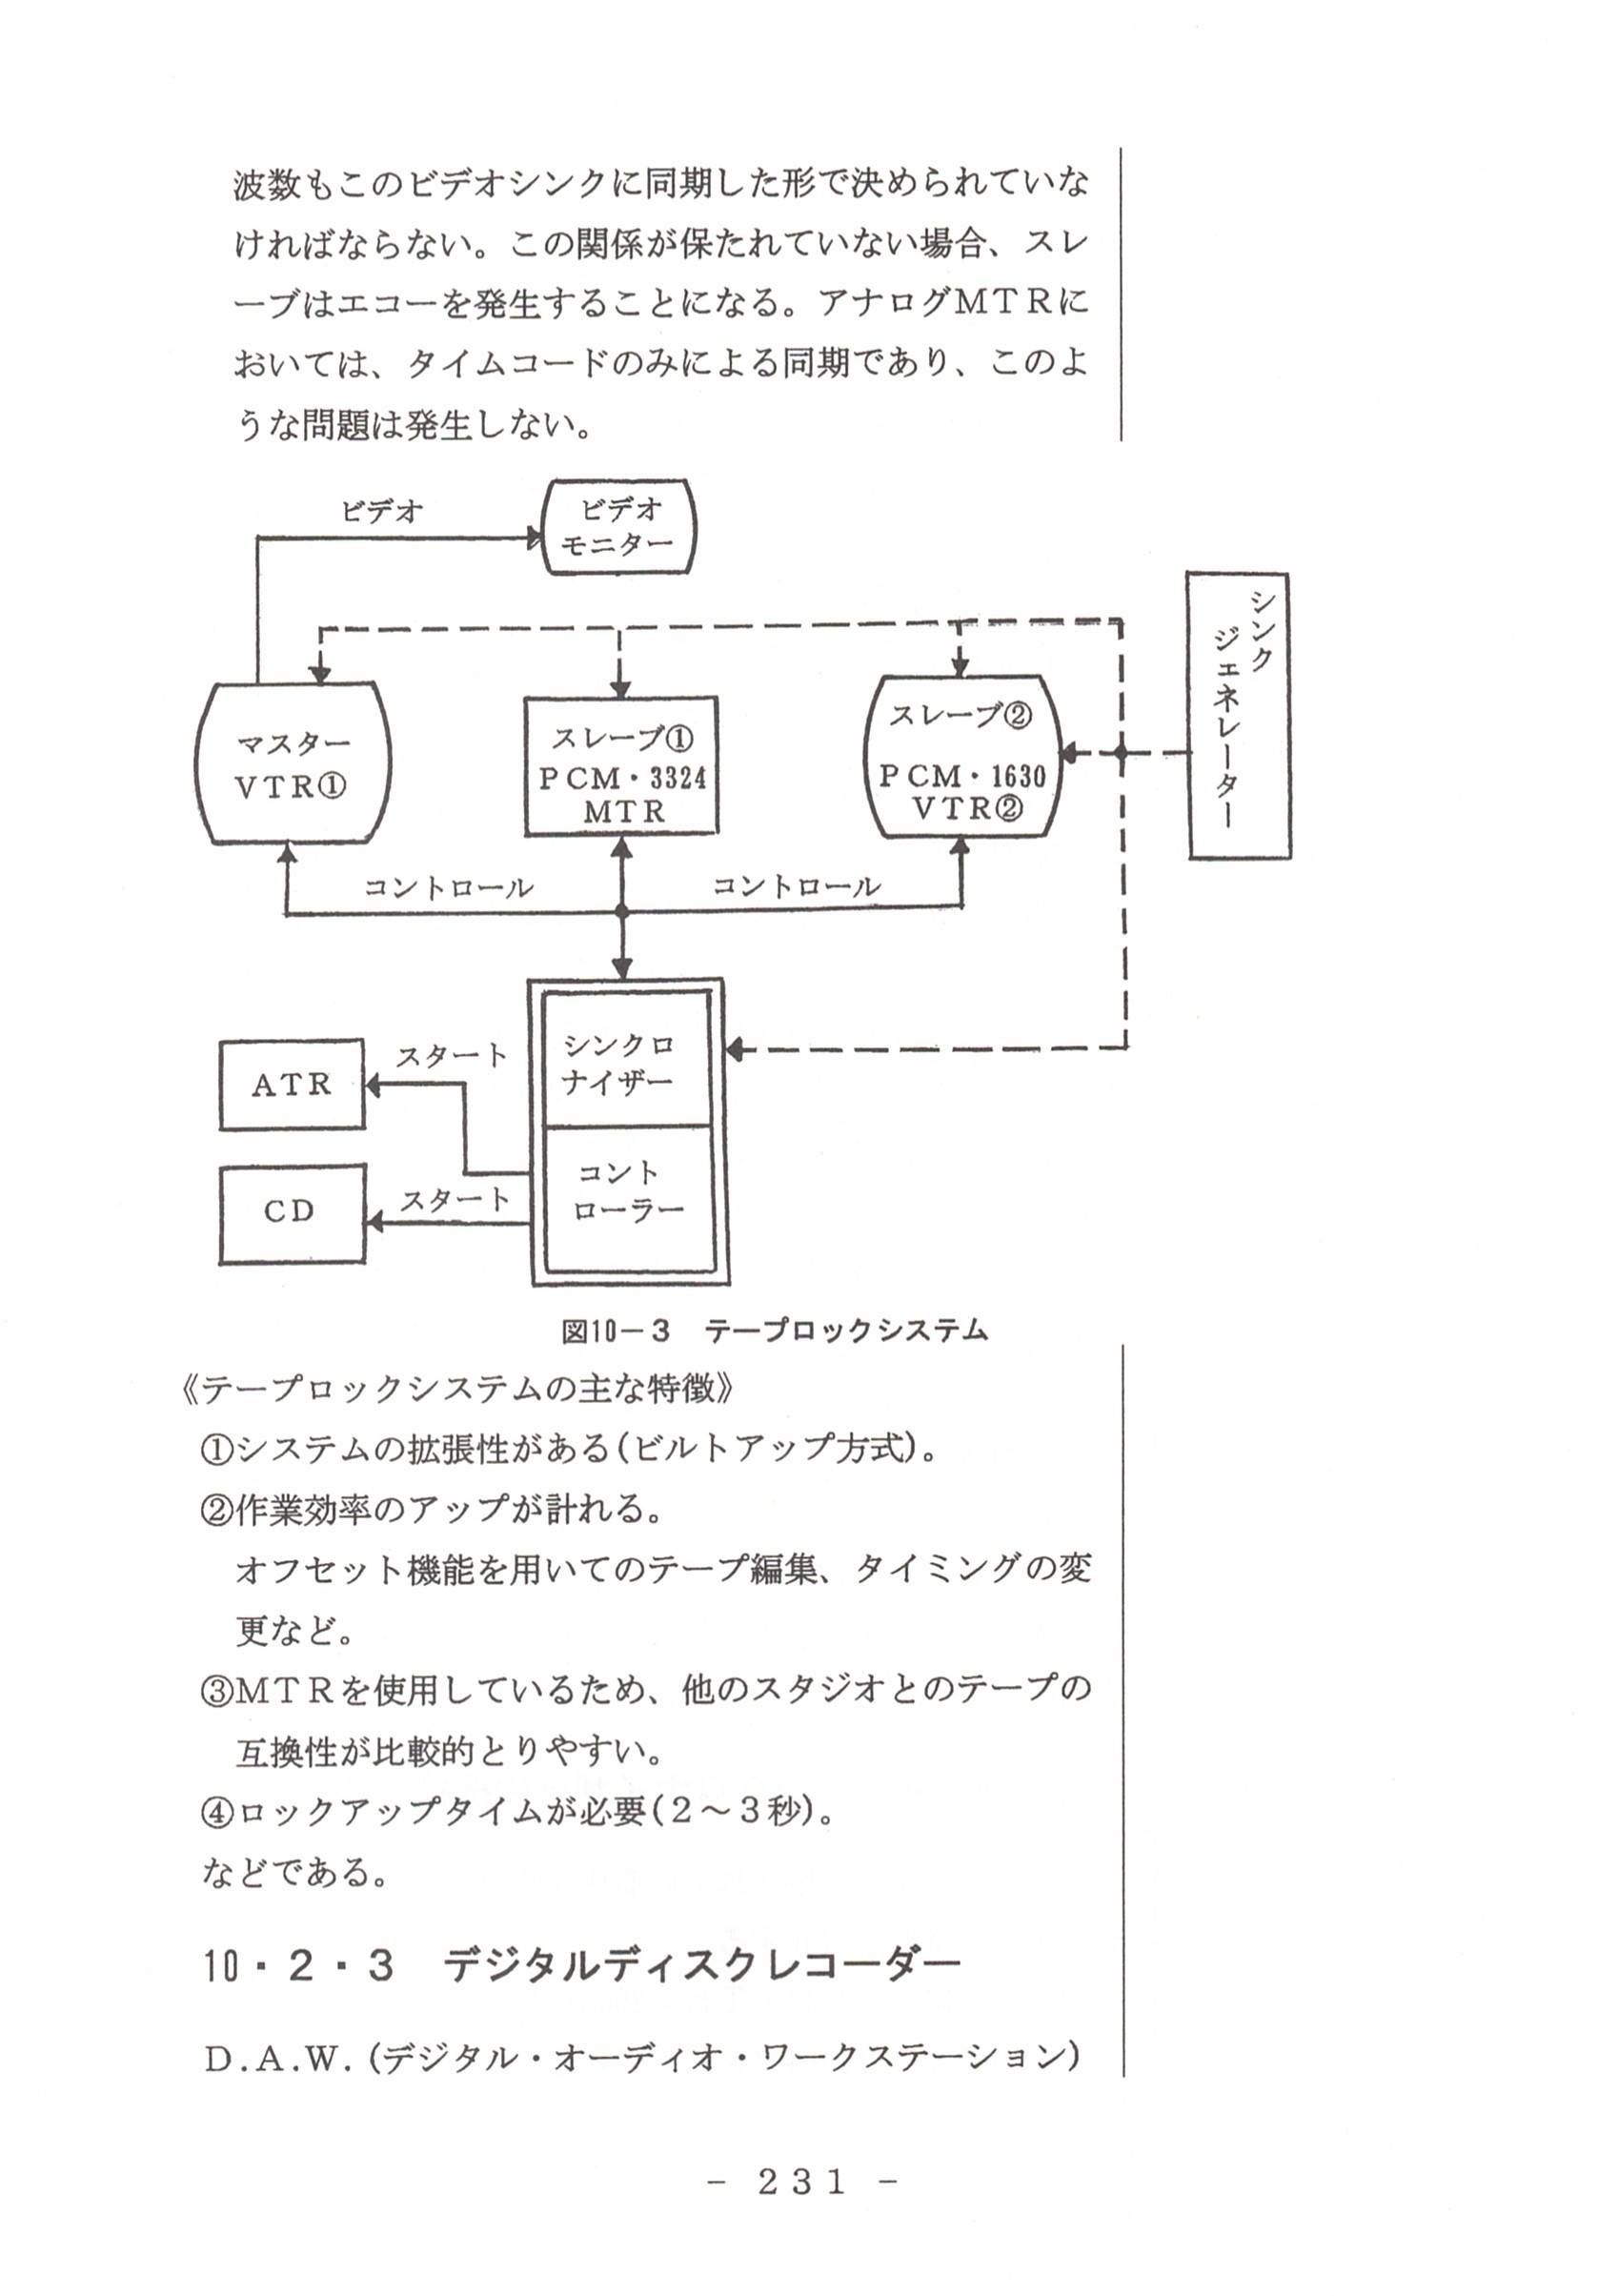 波数もこのビデオシンクに同期した形で決められていな
ければならない。この関係が保たれていない場合、スレ
ーブはエコーを発生することになる。アナログＭＴＲに
おいては、タイムコードのみによる同期であり、このよ
うな問題は発生しない。
ビデオ
ビデオ
モニター
シンク
ジェネレーター
マスター
ＶＴＲ①
スレーブ①
ＰＣＭ・3324
ＭＴＲ
スレーブ②
ＰＣＭ・1630
ＶＴＲ②
コントロール
コントロール
シンクロ
ナイザー
スタート
ＡＴＲ
コント
ローラー
スタート
ＣＤ
図10－３　テープロックシステム
《テープロックシステムの主な特徴》
①システムの拡張性がある(ビルトアップ方式)。
②作業効率のアップが計れる。
オフセット機能を用いてのテープ編集、タイミングの変
更など。
③ＭＴＲを使用しているため、他のスタジオとのテープの
互換性が比較的とりやすい。
④ロックアップタイムが必要(２～３秒)。
などである。
10・２・３　デジタルディスクレコーダー
Ｄ.Ａ.Ｗ.(デジタル・オーディオ・ワークステーション)
－ 231 －